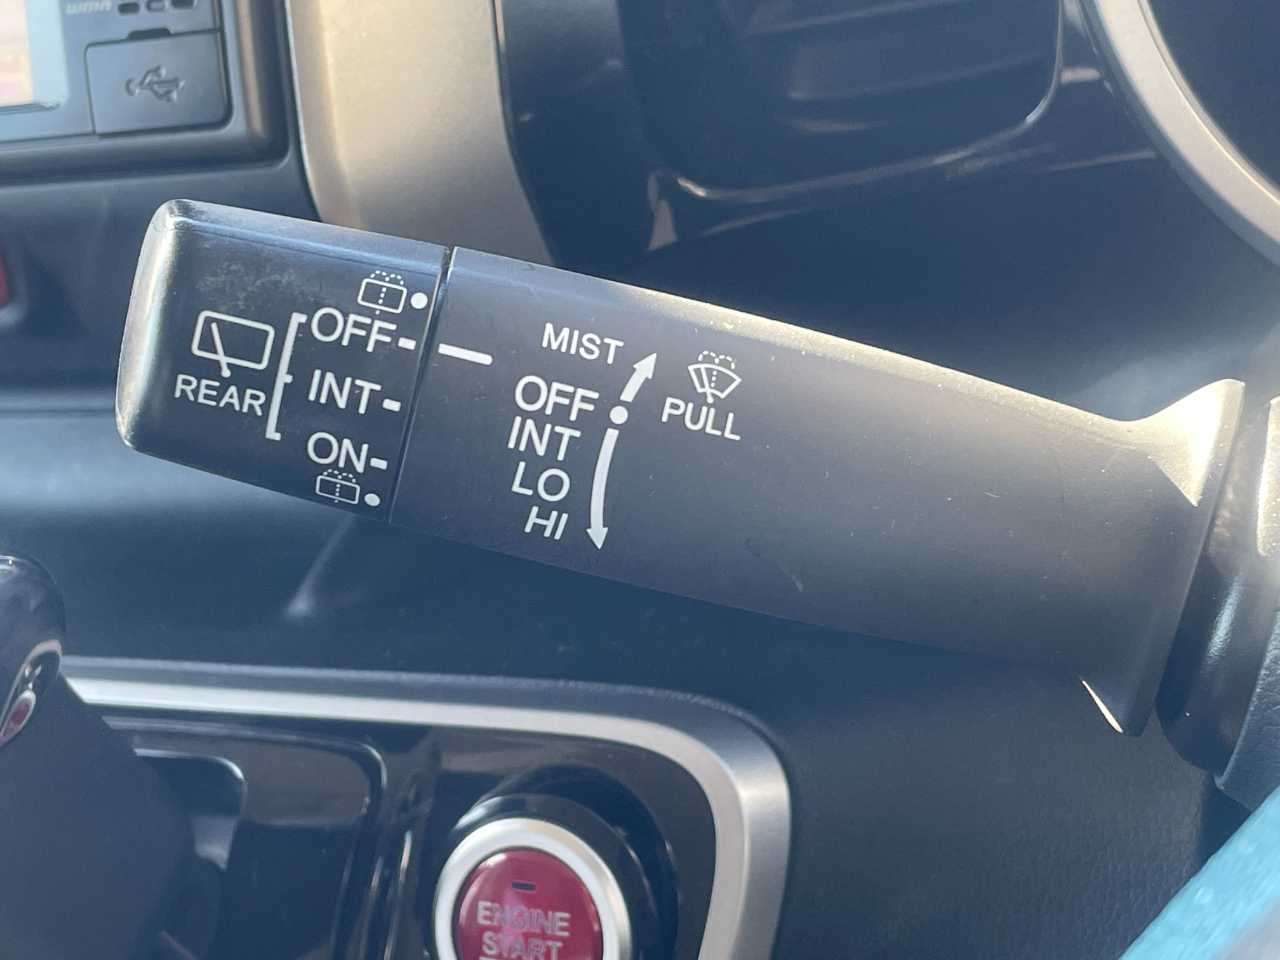 OFF
INT
ON
REAR
MIST
OFF
INT
LO
HI
PULL
ENGINE
START